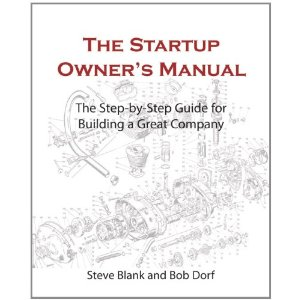 THE STARTUP
OWNER'S MANUAL
The Step-by-Step Guide for
Building a Great Company
Steve Blank and Bob Dorf